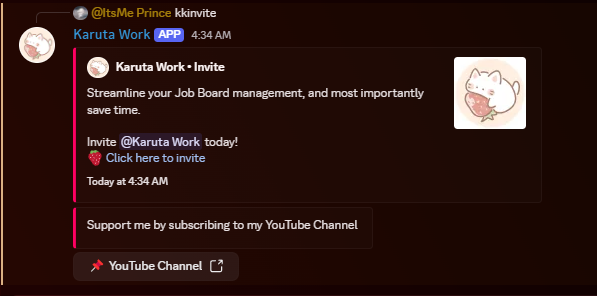 @ItsMe Prince kkinvite
Karuta Work APP 4:34 AM
Karuta Work • Invite
Streamline your Job Board management, and most importantly
save time.
Invite @Karuta Work today!
🍓 Click here to invite
Today at 4:34 AM
Support me by subscribing to my YouTube Channel
📌 YouTube Channel